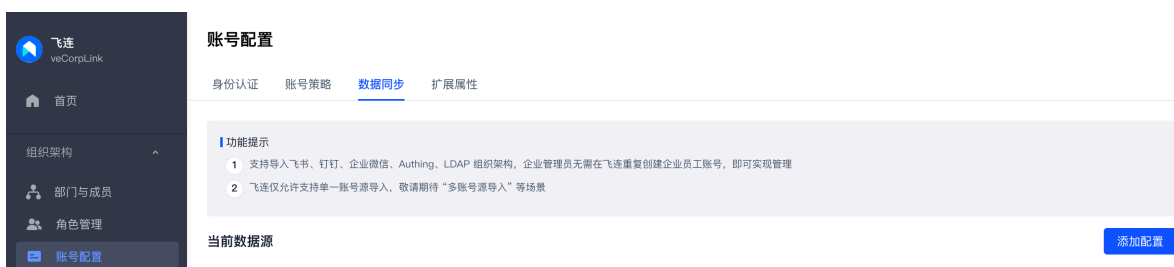 飞连
veCorpLink
首页
组织架构
部门与成员
角色管理
账号配置
账号配置
身份认证 账号策略 数据同步 扩展属性
功能提示
1 支持导入飞书、钉钉、企业微信、Authing、LDAP 组织架构，企业管理员无需在飞连重复创建企业员工账号，即可实现管理
2 飞连仅允许支持单一账号源导入，敬请期待“多账号源导入”等场景
当前数据源
添加配置